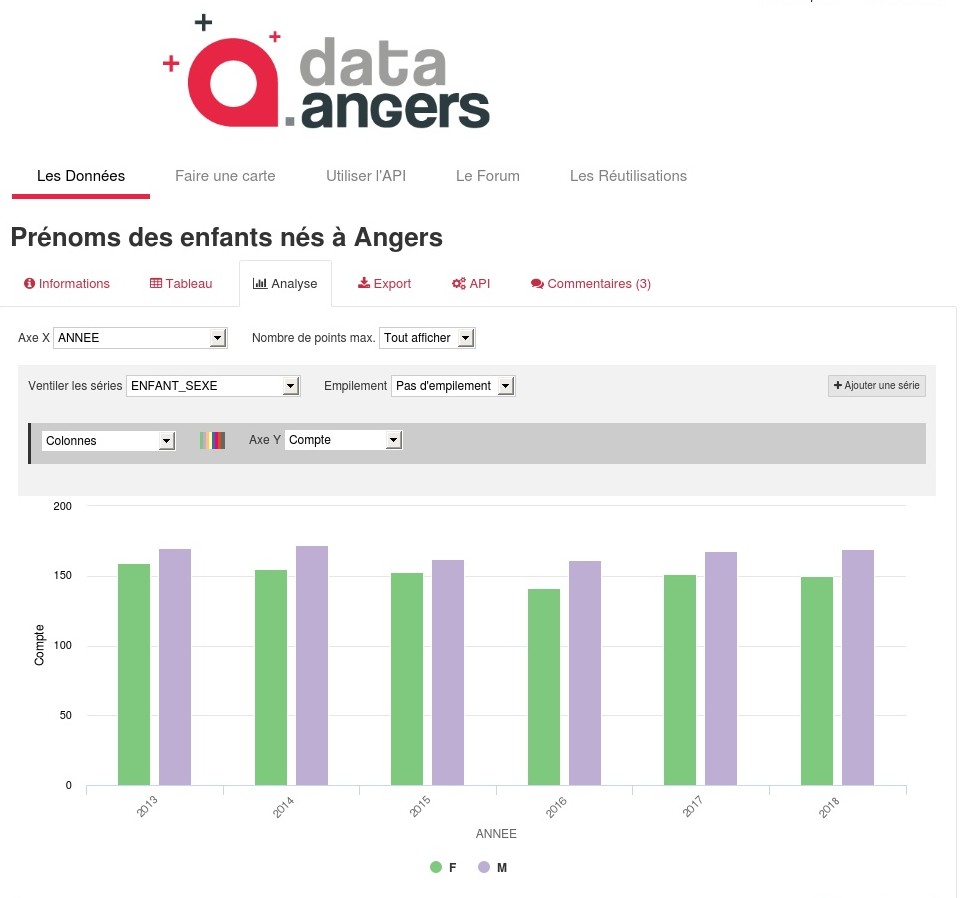 data
.angers
Les Données Faire une carte Utiliser l'API Le Forum Les Réutilisations
Prénoms des enfants nés à Angers
Informations Tableau Analyse Export API Commentaires (3)
Axe X ANNEE Nombre de points max. Tout afficher
Ventiler les séries ENFANT_SEXE Empilement Pas d'empilement + Ajouter une série
Colonnes Axe Y Compte
200
150
100
50
0
Compte
2013 2014 2015 2016 2017 2018
ANNEE
F M